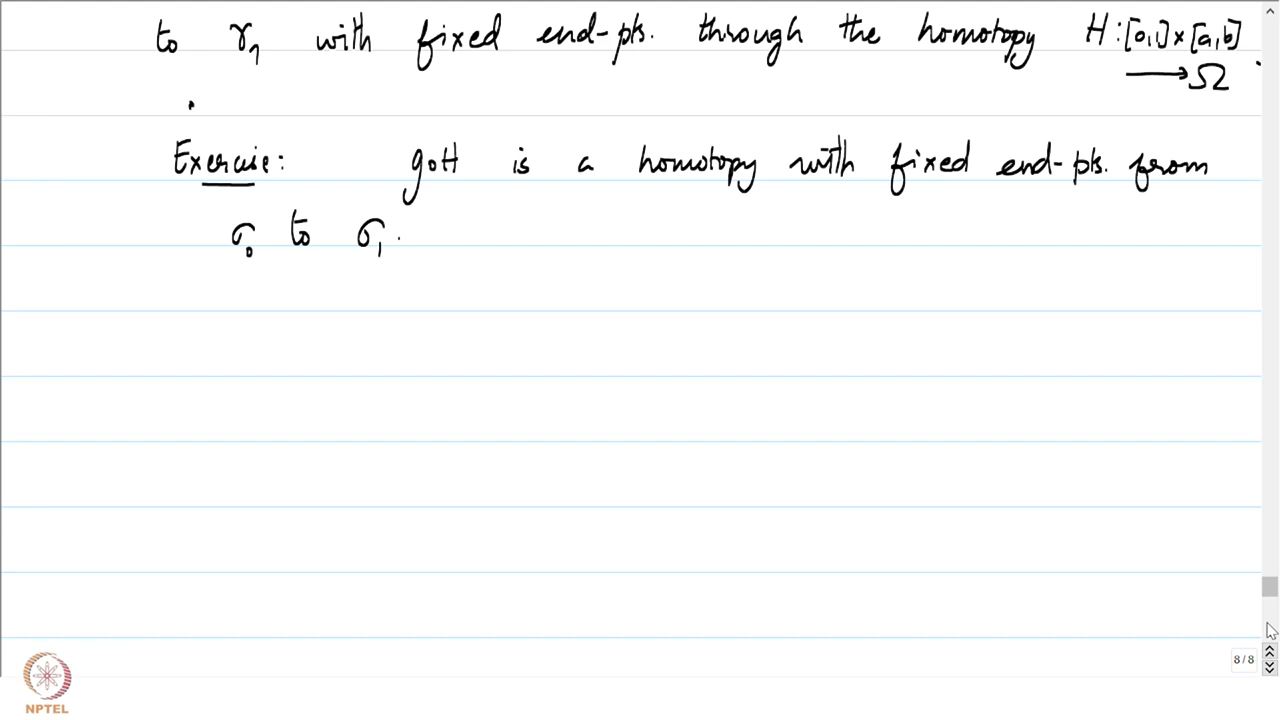 to γ₁ with fixed end-pts. through the homotopy H : [0,1] × [a,b]
⟶ Ω .
Exercise: g∘H is a homotopy with fixed end-pts. from
σ₀ to σ₁.
8 / 8
NPTEL